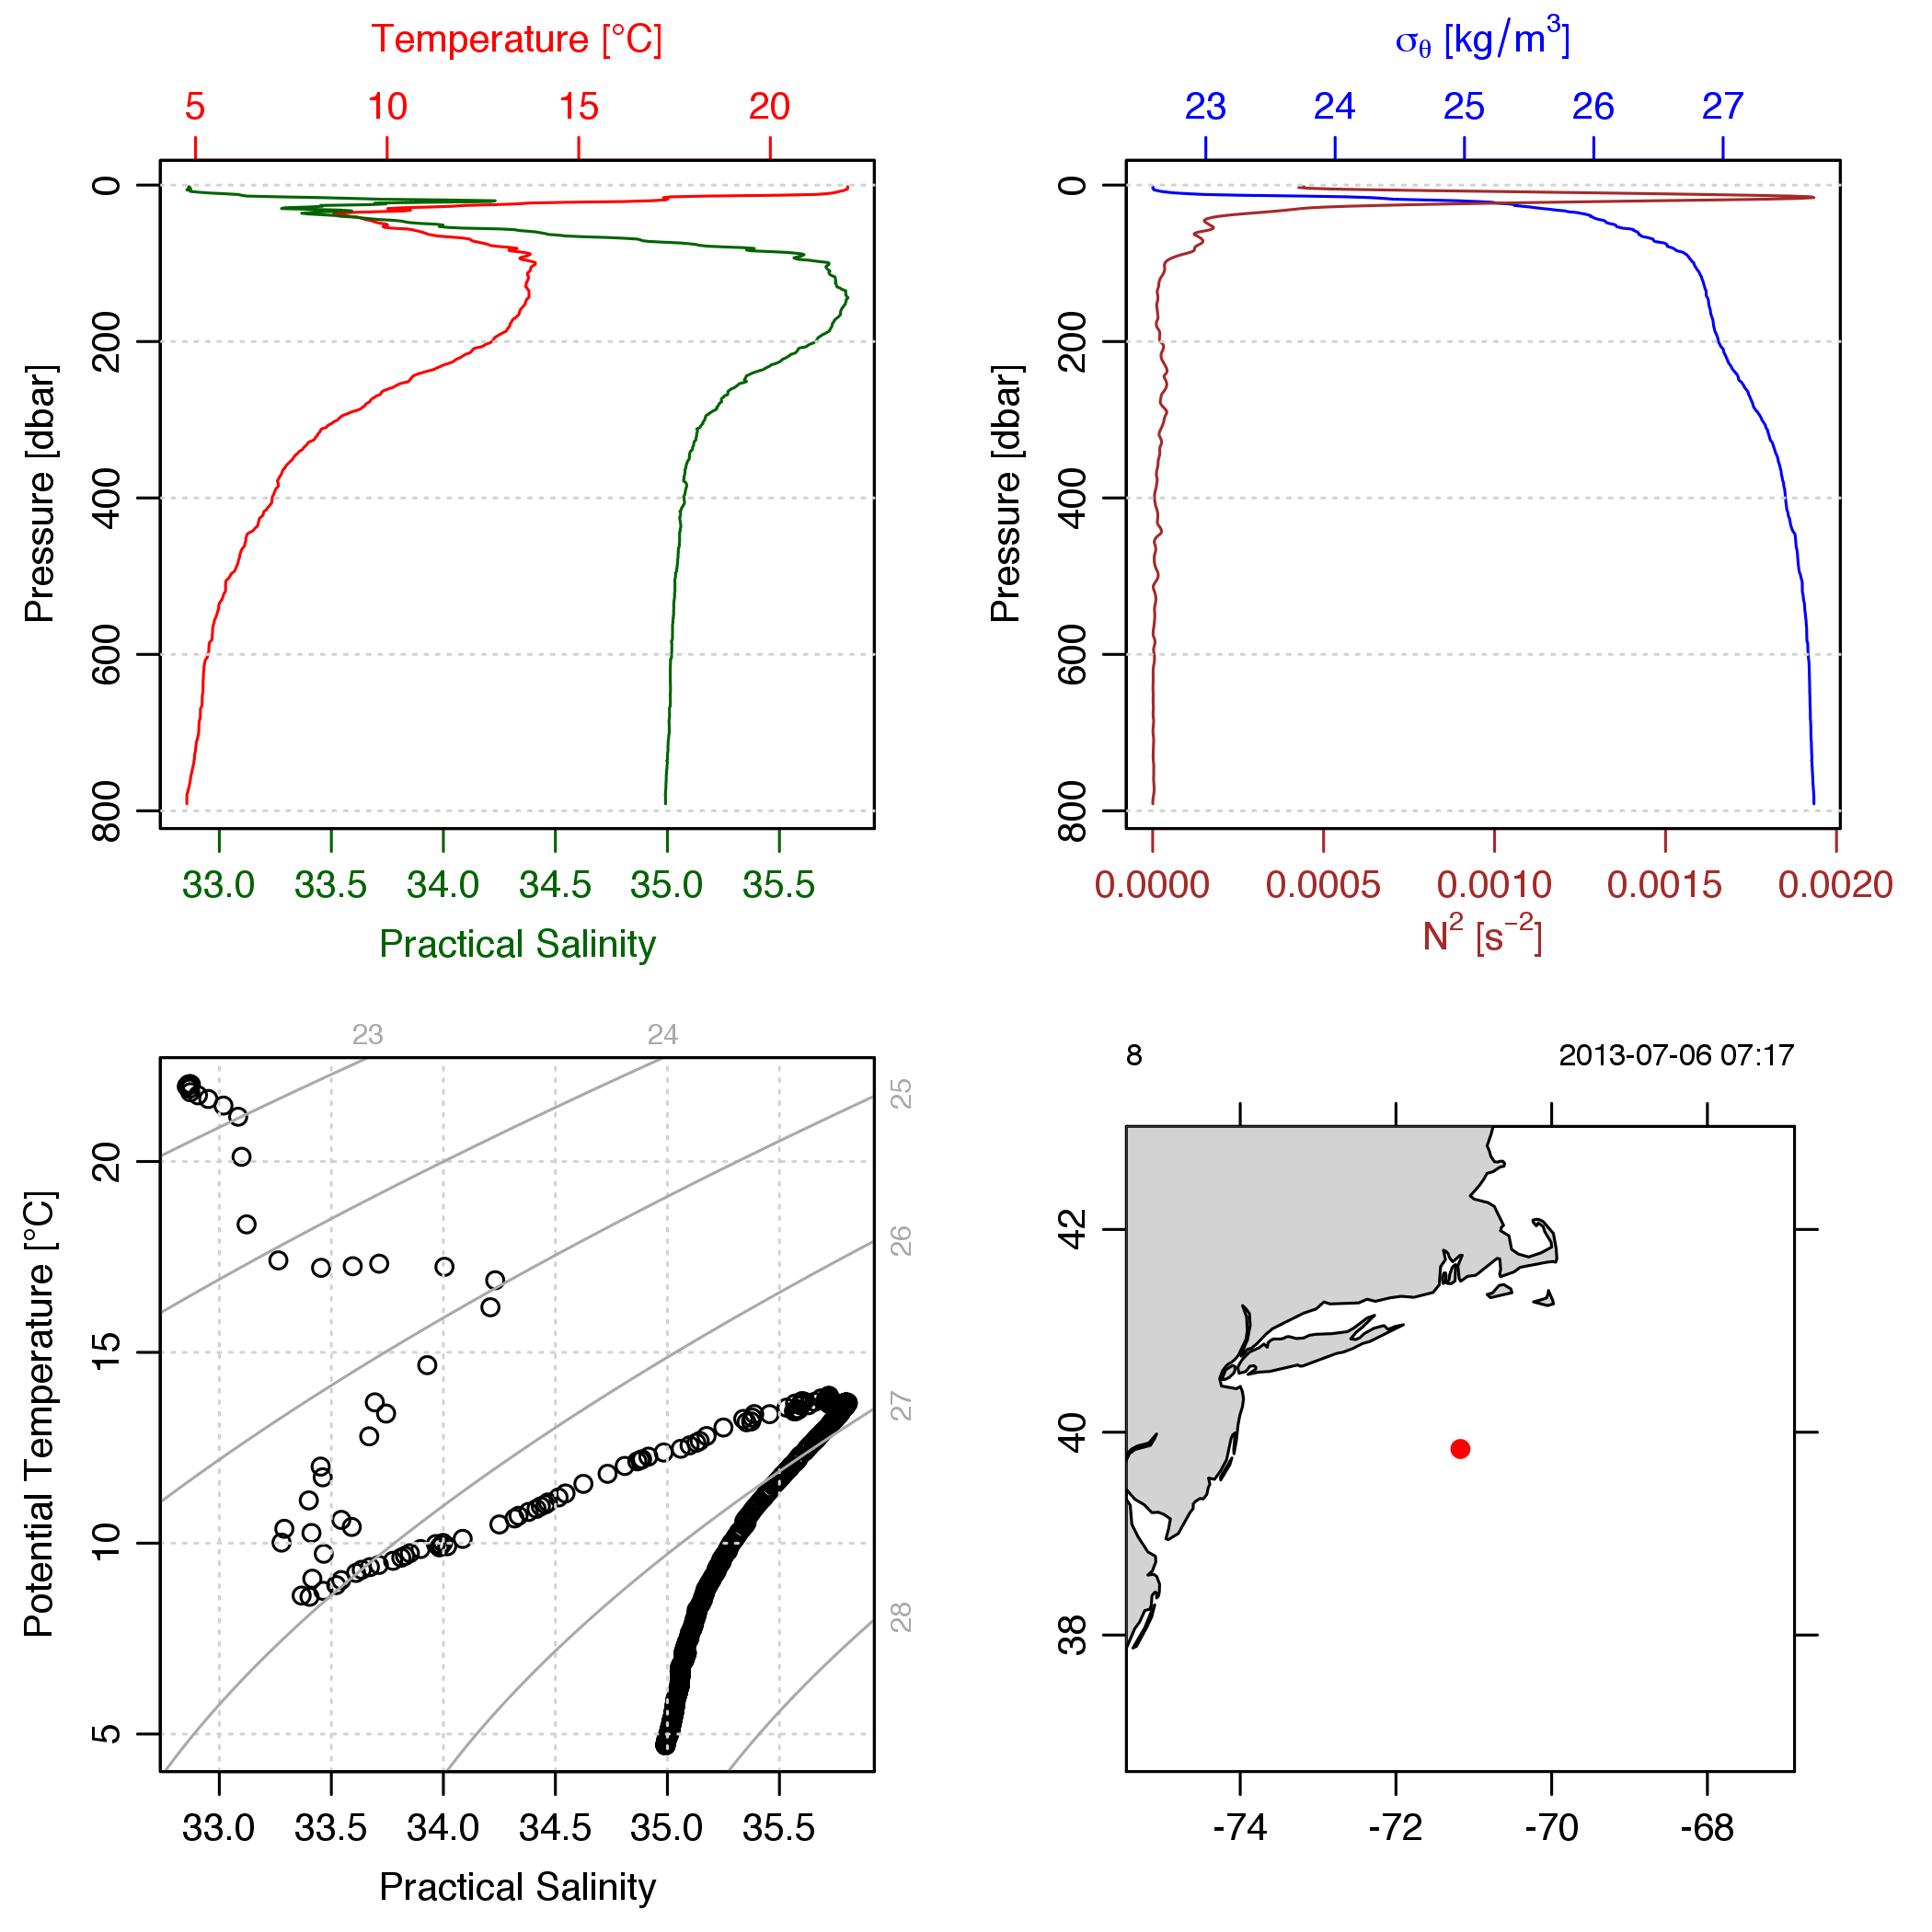 Temperature [°C]
5 10 15 20
0
200
400
600
800
Pressure [dbar]
33.0 33.5 34.0 34.5 35.0 35.5
Practical Salinity
σθ [kg/m³]
23 24 25 26 27
0
200
400
600
800
Pressure [dbar]
0.0000 0.0005 0.0010 0.0015 0.0020
N² [s⁻²]
23 24
25
26
27
28
20
15
10
5
Potential Temperature [°C]
33.0 33.5 34.0 34.5 35.0 35.5
Practical Salinity
8 2013-07-06 07:17
42
40
38
-74 -72 -70 -68